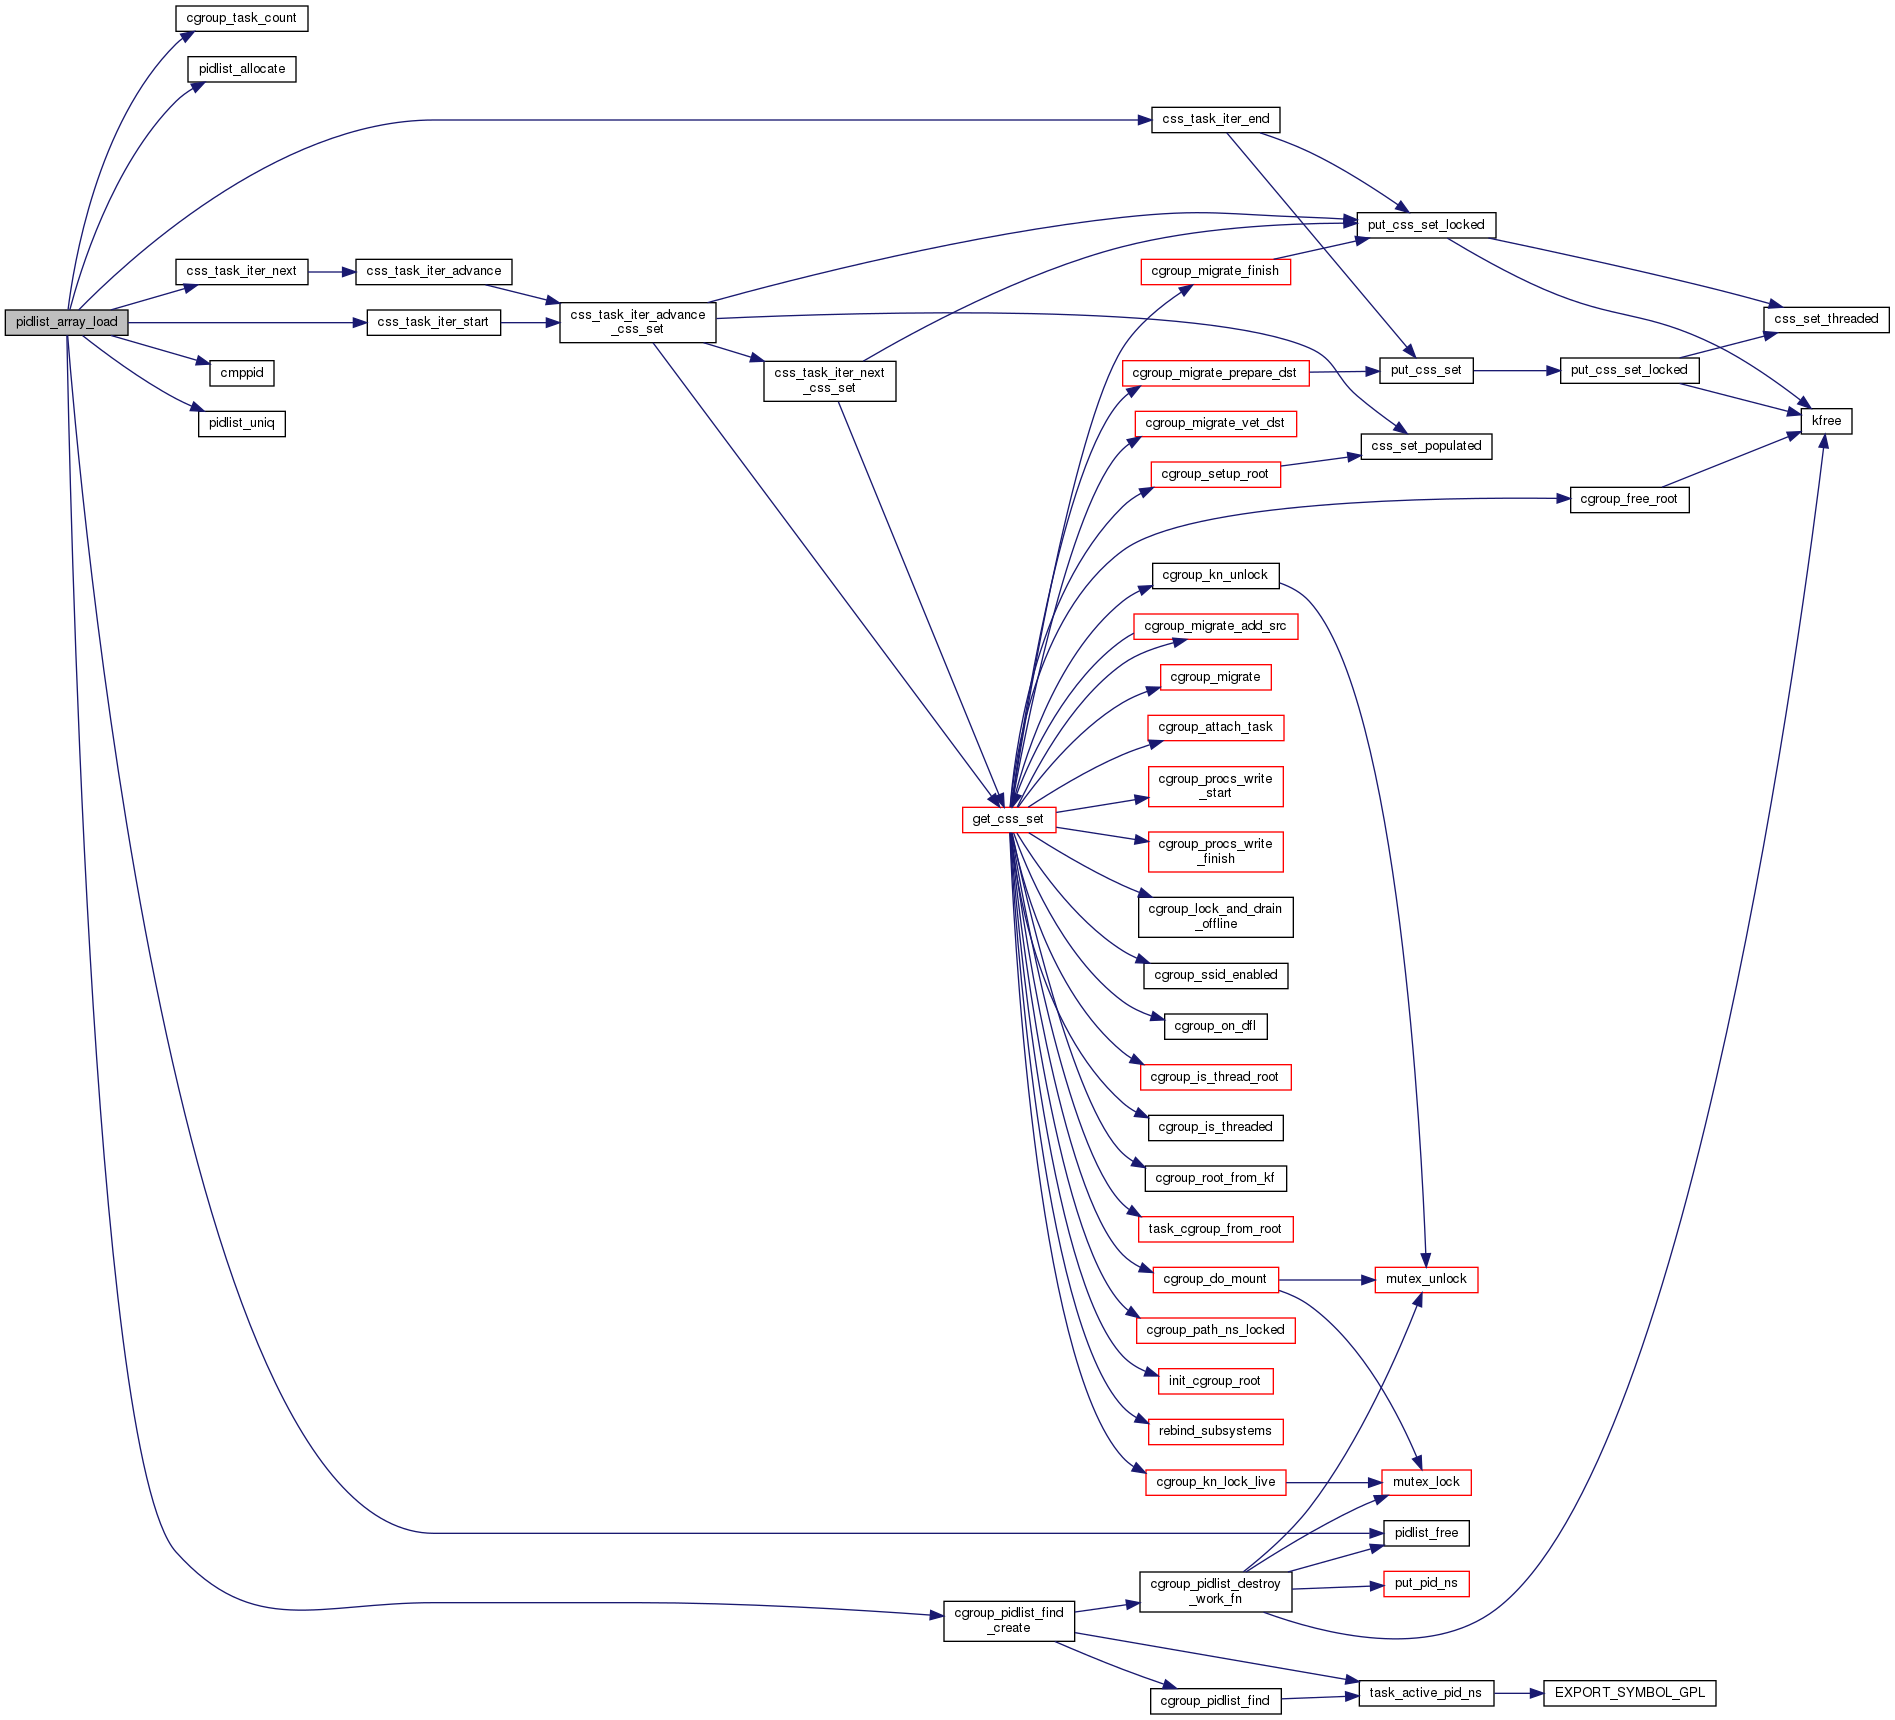 cgroup_task_count
pidlist_allocate
css_task_iter_end
put_css_set_locked
css_task_iter_next
css_task_iter_advance
cgroup_migrate_finish
pidlist_array_load
css_task_iter_start
css_task_iter_advance
_css_set
css_set_threaded
cmppid
css_task_iter_next
_css_set
cgroup_migrate_prepare_dst
put_css_set
put_css_set_locked
pidlist_uniq
cgroup_migrate_vet_dst
kfree
css_set_populated
cgroup_setup_root
cgroup_free_root
cgroup_kn_unlock
cgroup_migrate_add_src
cgroup_migrate
cgroup_attach_task
cgroup_procs_write
_start
get_css_set
cgroup_procs_write
_finish
cgroup_lock_and_drain
_offline
cgroup_ssid_enabled
cgroup_on_dfl
cgroup_is_thread_root
cgroup_is_threaded
cgroup_root_from_kf
task_cgroup_from_root
cgroup_do_mount
mutex_unlock
cgroup_path_ns_locked
init_cgroup_root
rebind_subsystems
cgroup_kn_lock_live
mutex_lock
pidlist_free
cgroup_pidlist_destroy
_work_fn
put_pid_ns
cgroup_pidlist_find
_create
cgroup_pidlist_find
task_active_pid_ns
EXPORT_SYMBOL_GPL